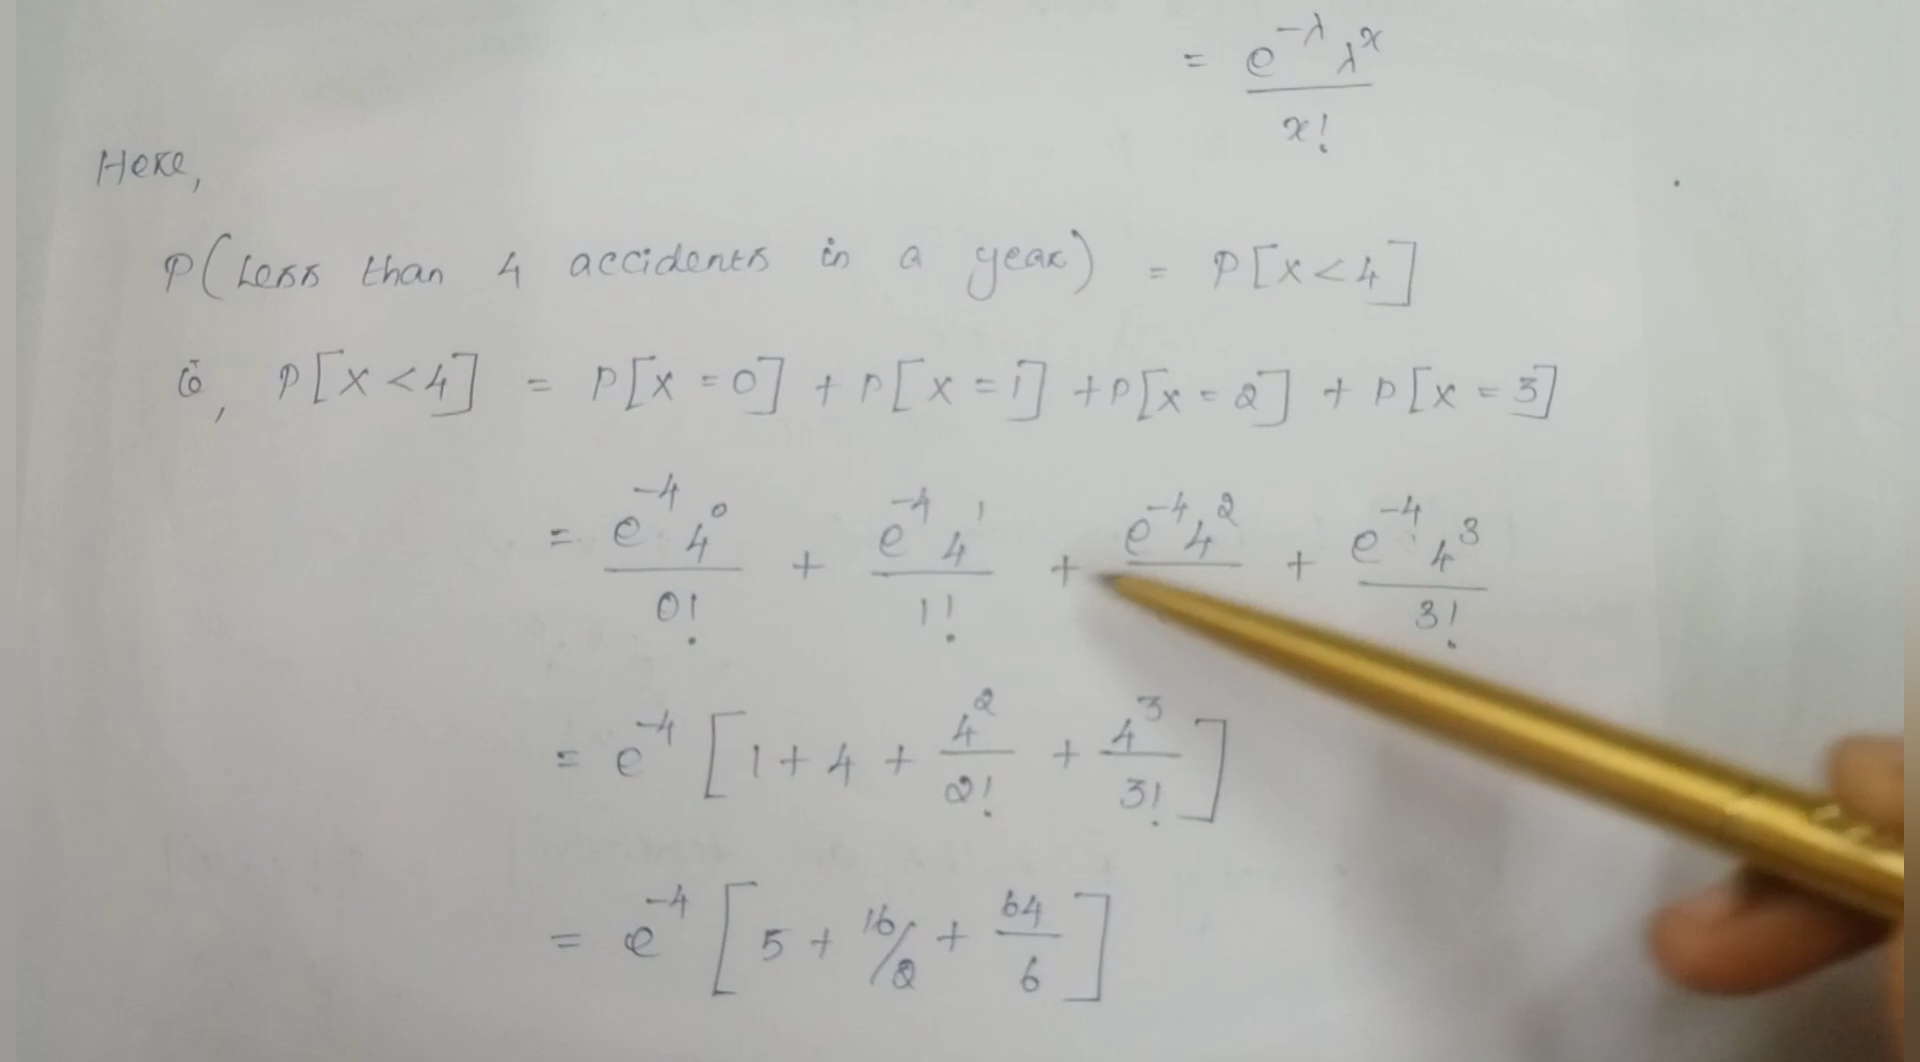 = e^{-λ} λ^x / x!
Here,
P(Less than 4 accidents in a year) = P[X<4]
P[X<4] = P[X=0] + P[X=1] + P[X=2] + P[X=3]
= e^{-4} 4^0 / 0! + e^{-4} 4^1 / 1! + e^{-4} 4^2 + e^{-4} 4^3 / 3!
= e^{-4} [1 + 4 + 4^2 / 2! + 4^3 / 3!]
= e^{-4} [5 + 16/2 + 64/6]